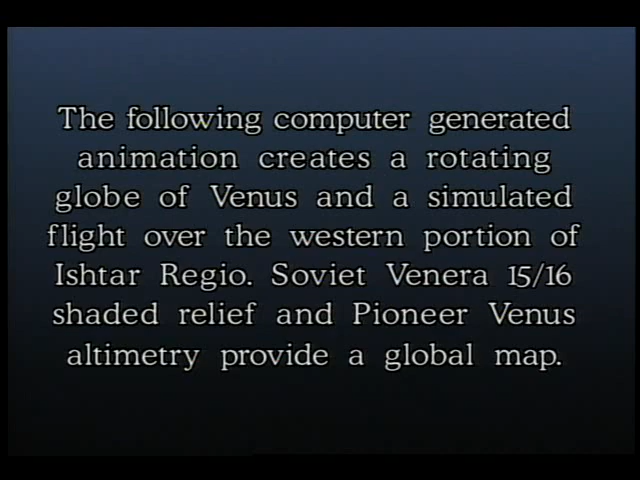 The following computer generated
animation creates a rotating
globe of Venus and a simulated
flight over the western portion of
Ishtar Regio. Soviet Venera 15/16
shaded relief and Pioneer Venus
altimetry provide a global map.